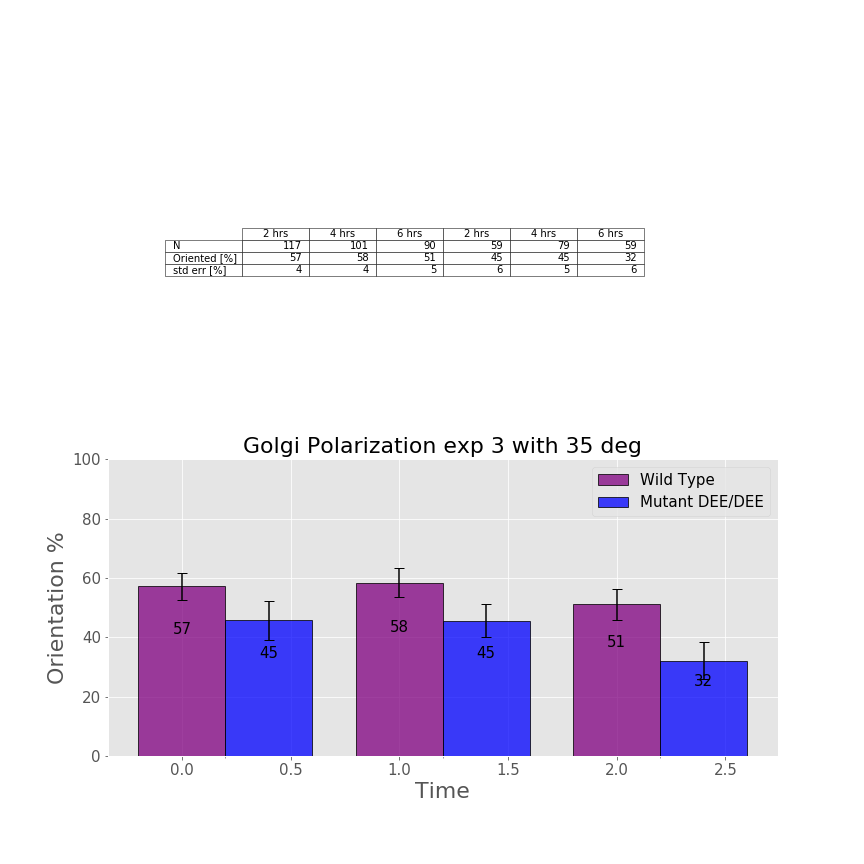 2 hrs 4 hrs 6 hrs 2 hrs 4 hrs 6 hrs
N 117 101 90 59 79 59
Oriented [%] 57 58 51 45 45 32
std err [%] 4 4 5 6 5 6
Golgi Polarization exp 3 with 35 deg
100
80
60
40
20
0
Orientation %
Wild Type
Mutant DEE/DEE
57
45
58
45
51
32
0.0 0.5 1.0 1.5 2.0 2.5
Time